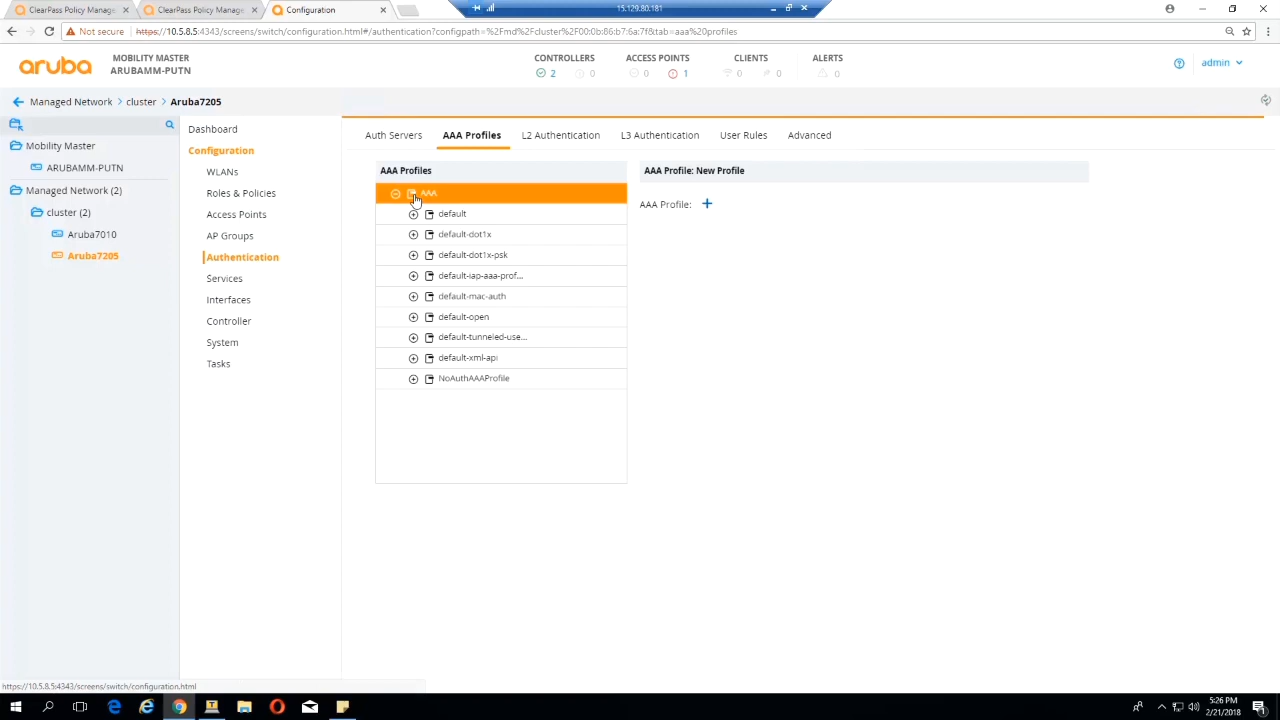 ClearPass Policy Manag
ClearPass Policy Manag
Configuration
15.129.80.181
Not secure
https://10.5.8.5:4343/screens/switch/configuration.html#/authentication?configpath=%2Fmd%2Fcluster%2F00:0b:86:b7:6a:7f&tab=aaa%20profiles
aruba
MOBILITY MASTER
ARUBAMM-PUTN
CONTROLLERS
2
0
ACCESS POINTS
0
1
CLIENTS
0
0
ALERTS
0
admin
Managed Network > cluster > Aruba7205
Mobility Master
ARUBAMM-PUTN
Managed Network (2)
cluster (2)
Aruba7010
Aruba7205
Dashboard
Configuration
WLANs
Roles & Policies
Access Points
AP Groups
Authentication
Services
Interfaces
Controller
System
Tasks
Auth Servers
AAA Profiles
L2 Authentication
L3 Authentication
User Rules
Advanced
AAA Profiles
AAA
default
default-dot1x
default-dot1x-psk
default-iap-aaa-prof...
default-mac-auth
default-open
default-tunneled-use...
default-xml-api
NoAuthAAAProfile
AAA Profile: New Profile
AAA Profile: +
https://10.5.8.5:4343/screens/switch/configuration.html
5:26 PM
2/21/2018